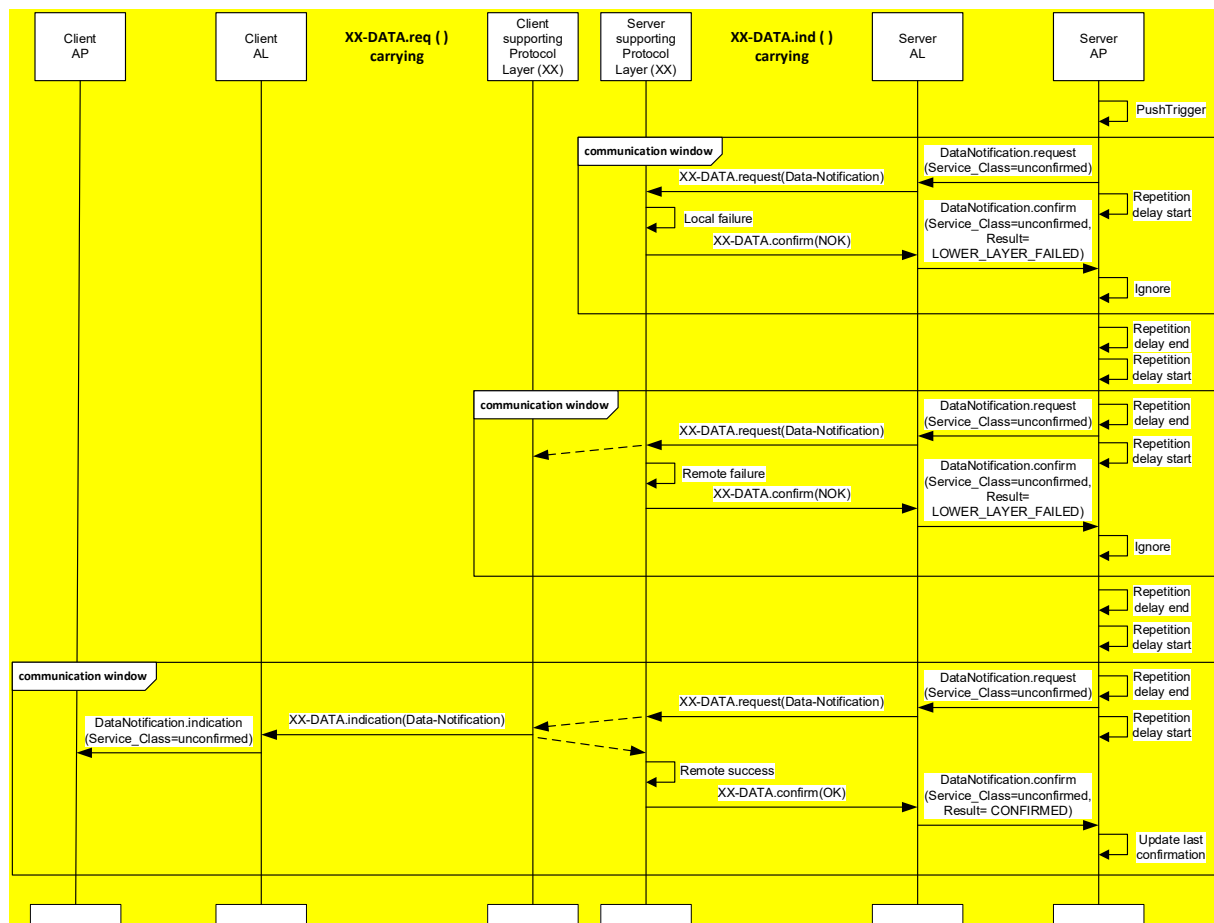 Client
AP
Client
AL
XX-DATA.req ( )
carrying
Client
supporting
Protocol
Layer (XX)
Server
supporting
Protocol
Layer (XX)
XX-DATA.ind ( )
carrying
Server
AL
Server
AP
PushTrigger
communication window
DataNotification.request
(Service_Class=unconfirmed)
XX-DATA.request(Data-Notification)
Repetition
delay start
Local failure
DataNotification.confirm
(Service_Class=unconfirmed,
Result=
LOWER_LAYER_FAILED)
XX-DATA.confirm(NOK)
Ignore
Repetition
delay end
Repetition
delay start
communication window
DataNotification.request
(Service_Class=unconfirmed)
Repetition
delay end
XX-DATA.request(Data-Notification)
Repetition
delay start
Remote failure
DataNotification.confirm
(Service_Class=unconfirmed,
Result=
LOWER_LAYER_FAILED)
XX-DATA.confirm(NOK)
Ignore
Repetition
delay end
Repetition
delay start
communication window
DataNotification.request
(Service_Class=unconfirmed)
Repetition
delay end
XX-DATA.request(Data-Notification)
XX-DATA.indication(Data-Notification)
DataNotification.indication
(Service_Class=unconfirmed)
Repetition
delay start
Remote success
XX-DATA.confirm(OK)
DataNotification.confirm
(Service_Class=unconfirmed,
Result= CONFIRMED)
Update last
confirmation